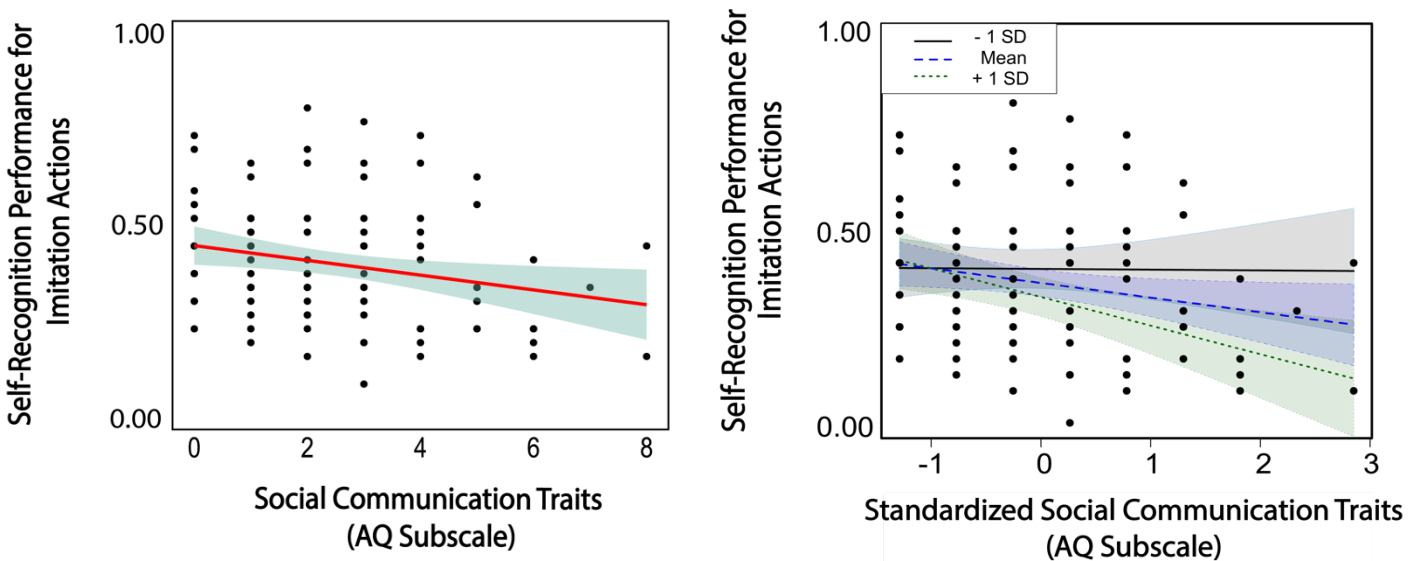 Self-Recognition Performance for
Imitation Actions
1.00
0.50
0.00
0 2 4 6 8
Social Communication Traits
(AQ Subscale)
Self-Recognition Performance for
Imitation Actions
1.00
0.50
0.00
- 1 SD
Mean
+ 1 SD
-1 0 1 2 3
Standardized Social Communication Traits
(AQ Subscale)